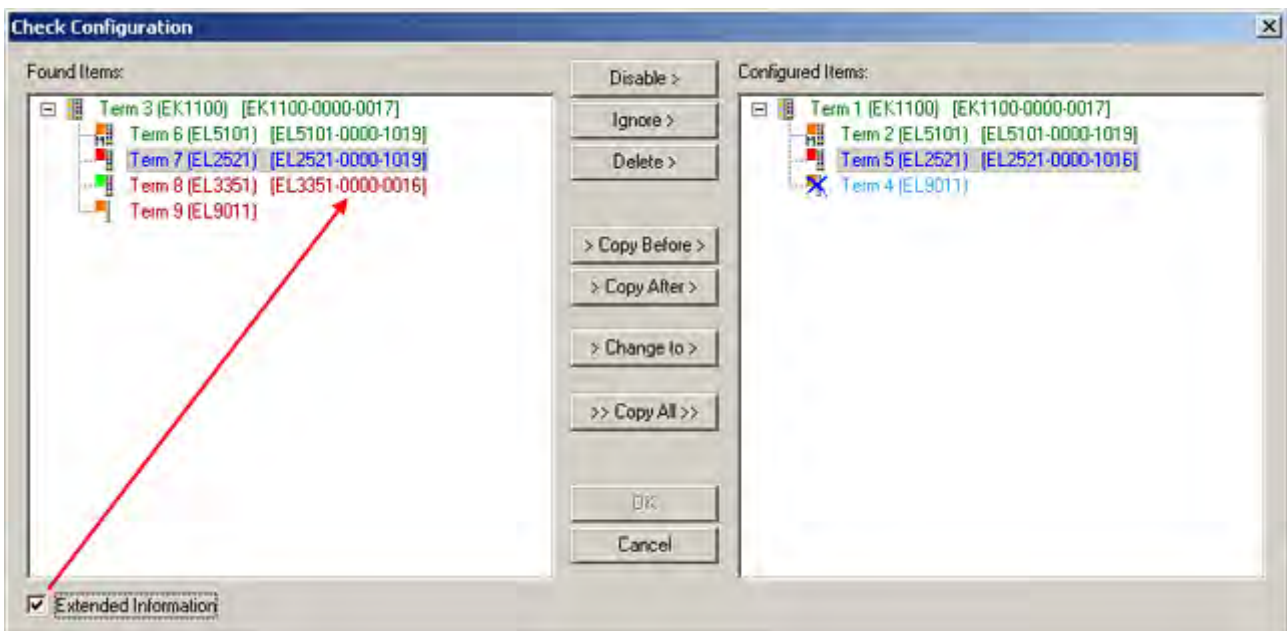 Check Configuration
Found Items:
Term 3 (EK1100) [EK1100-0000-0017]
Term 6 (EL5101) [EL5101-0000-1019]
Term 7 (EL2521) [EL2521-0000-1019]
Term 8 (EL3351) [EL3351-0000-0016]
Term 9 (EL9011)
Extended Information
Disable >
Ignore >
Delete >
> Copy Before >
> Copy After >
> Change to >
>> Copy All >>
OK
Cancel
Configured Items:
Term 1 (EK1100) [EK1100-0000-0017]
Term 2 (EL5101) [EL5101-0000-1019]
Term 5 (EL2521) [EL2521-0000-1016]
Term 4 (EL9011)